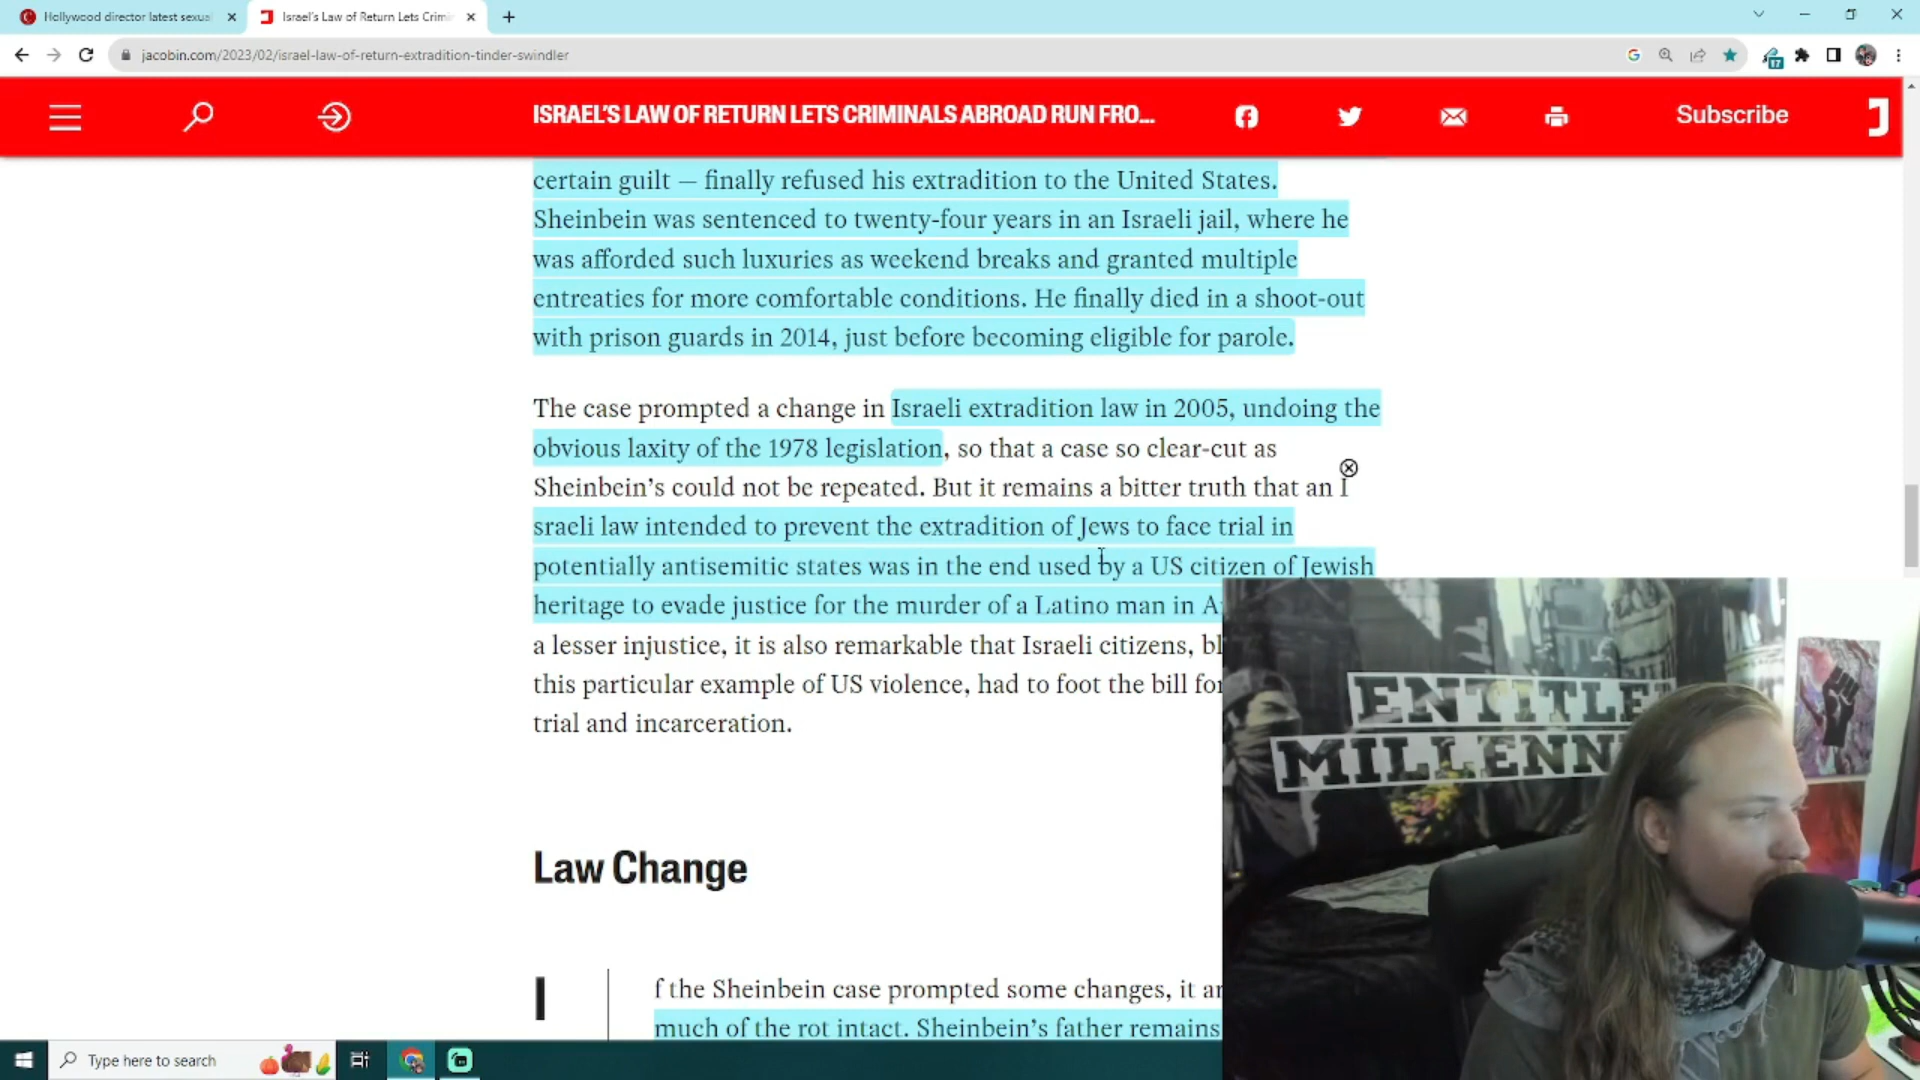 Hollywood director latest sexua
Israel's Law of Return Lets Crimi
jacobin.com/2023/02/israel-law-of-return-extradition-tinder-swindler
17
ISRAEL'S LAW OF RETURN LETS CRIMINALS ABROAD RUN FRO...
Subscribe
certain guilt — finally refused his extradition to the United States.
Sheinbein was sentenced to twenty-four years in an Israeli jail, where he
was afforded such luxuries as weekend breaks and granted multiple
entreaties for more comfortable conditions. He finally died in a shoot-out
with prison guards in 2014, just before becoming eligible for parole.
The case prompted a change in Israeli extradition law in 2005, undoing the
obvious laxity of the 1978 legislation, so that a case so clear-cut as
Sheinbein's could not be repeated. But it remains a bitter truth that an I
sraeli law intended to prevent the extradition of Jews to face trial in
potentially antisemitic states was in the end used by a US citizen of Jewish
heritage to evade justice for the murder of a Latino man in
a lesser injustice, it is also remarkable that Israeli citizens, bl
this particular example of US violence, had to foot the bill for
trial and incarceration.
ENTITLE
MILLENN
Law Change
I
f the Sheinbein case prompted some changes, it
much of the rot intact. Sheinbein's father remains
Type here to search